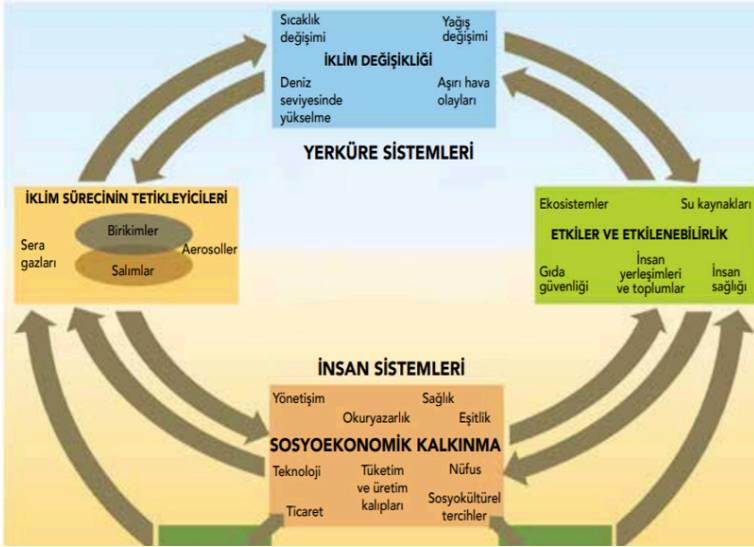 Sıcaklık
değişimi
Yağış
değişimi
İKLİM DEĞİŞİKLİĞİ
Deniz
seviyesinde
yükselme
Aşırı hava
olayları
YERKÜRE SİSTEMLERİ
İKLİM SÜRECİNİN TETİKLEYİCİLERİ
Birikimler
Sera
gazları
Aerosoller
Salımlar
Ekosistemler
Su kaynakları
ETKİLER VE ETKİLENEBİLİRLİK
Gıda
güvenliği
İnsan
yerleşimleri
ve toplumlar
İnsan
sağlığı
İNSAN SİSTEMLERİ
Yönetişim
Sağlık
Okuryazarlık
Eşitlik
SOSYOEKONOMİK KALKINMA
Teknoloji
Tüketim
ve üretim
kalıpları
Nüfus
Ticaret
Sosyokültürel
tercihler